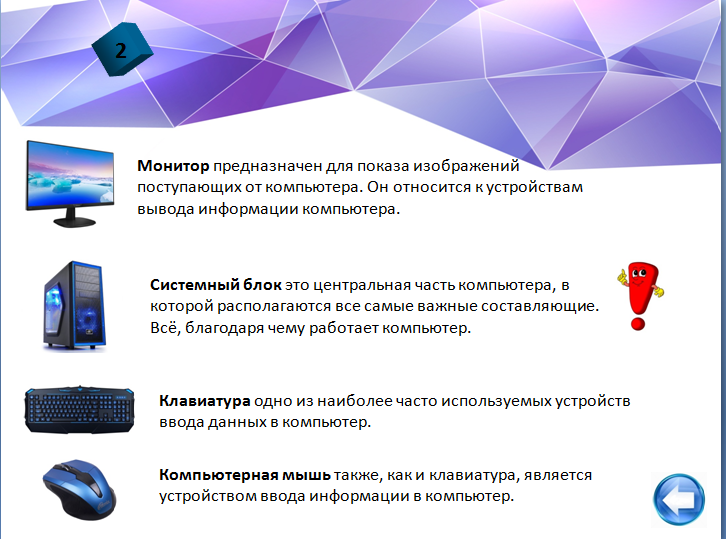 2
Монитор предназначен для показа изображений
поступающих от компьютера. Он относится к устройствам
вывода информации компьютера.
Системный блок это центральная часть компьютера, в
которой располагаются все самые важные составляющие.
Всё, благодаря чему работает компьютер.
Клавиатура одно из наиболее часто используемых устройств
ввода данных в компьютер.
Компьютерная мышь также, как и клавиатура, является
устройством ввода информации в компьютер.